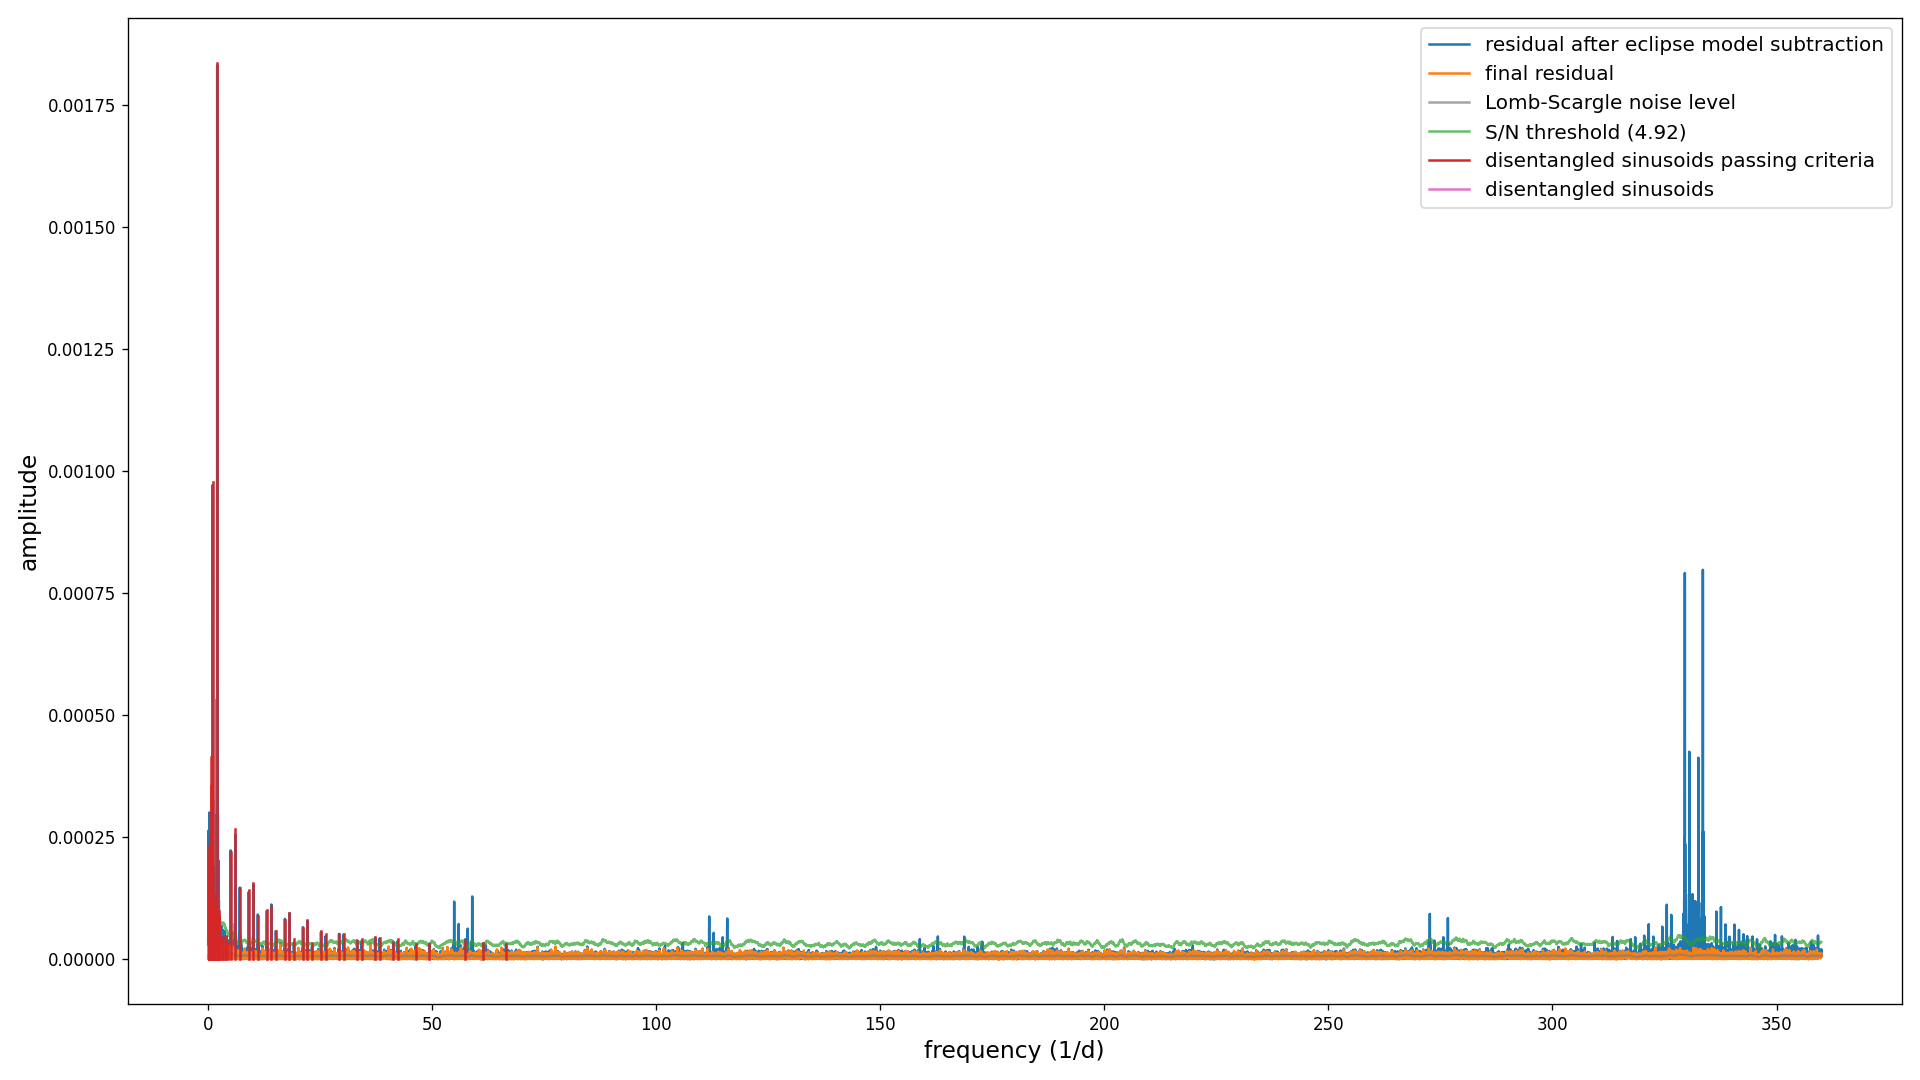 residual after eclipse model subtraction
final residual
Lomb-Scargle noise level
S/N threshold (4.92)
disentangled sinusoids passing criteria
disentangled sinusoids
0.00175
0.00150
0.00125
0.00100
0.00075
0.00050
0.00025
0.00000
amplitude
0 50 100 150 200 250 300 350
frequency (1/d)